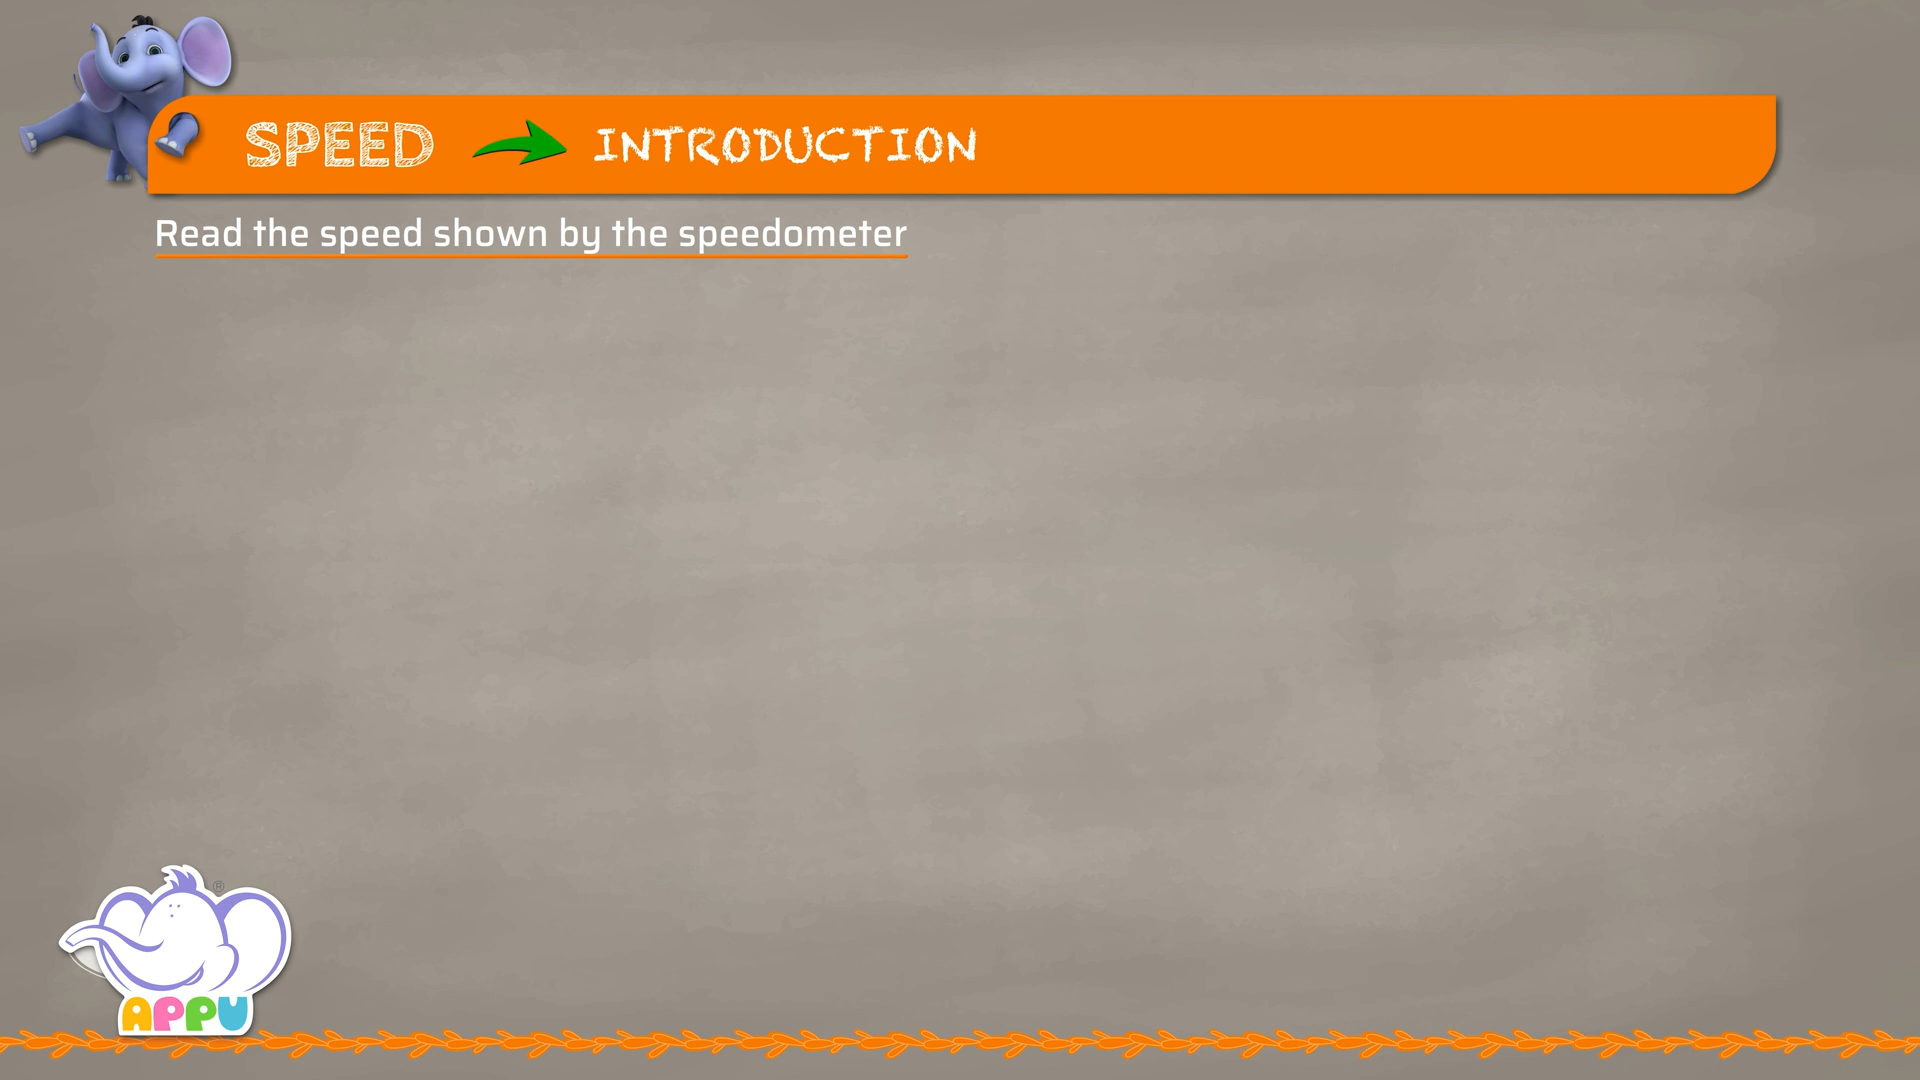 SPEED INTRODUCTION
Read the speed shown by the speedometer
®
APPU